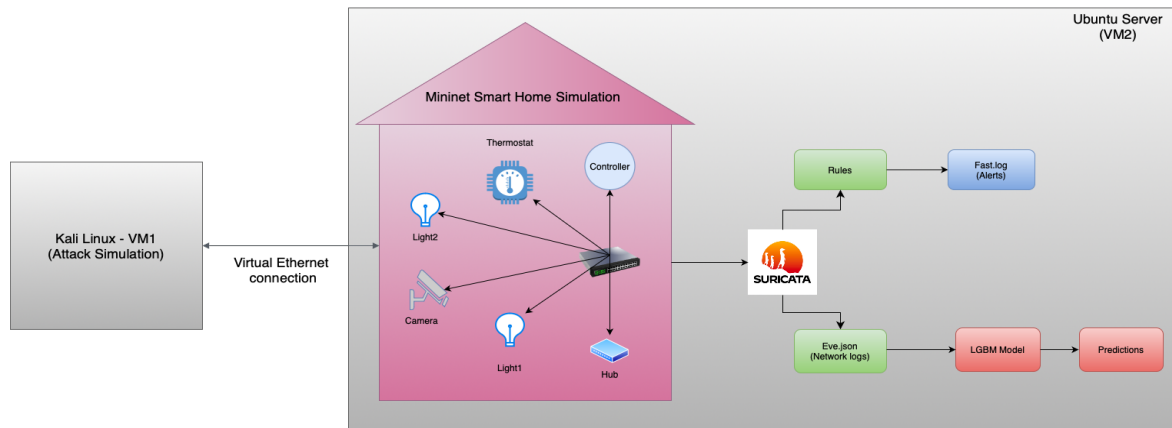 Ubuntu Server
(VM2)
Mininet Smart Home Simulation
Thermostat
Controller
Light2
Camera
Light1
Hub
Kali Linux - VM1
(Attack Simulation)
Virtual Ethernet
connection
SURICATA
Rules
Fast.log
(Alerts)
Eve.json
(Network logs)
LGBM Model
Predictions